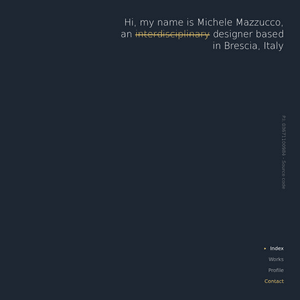 Hi, my name is Michele Mazzucco,
an interdisciplinary designer based
in Brescia, Italy
Index
Works
Profile
Contact